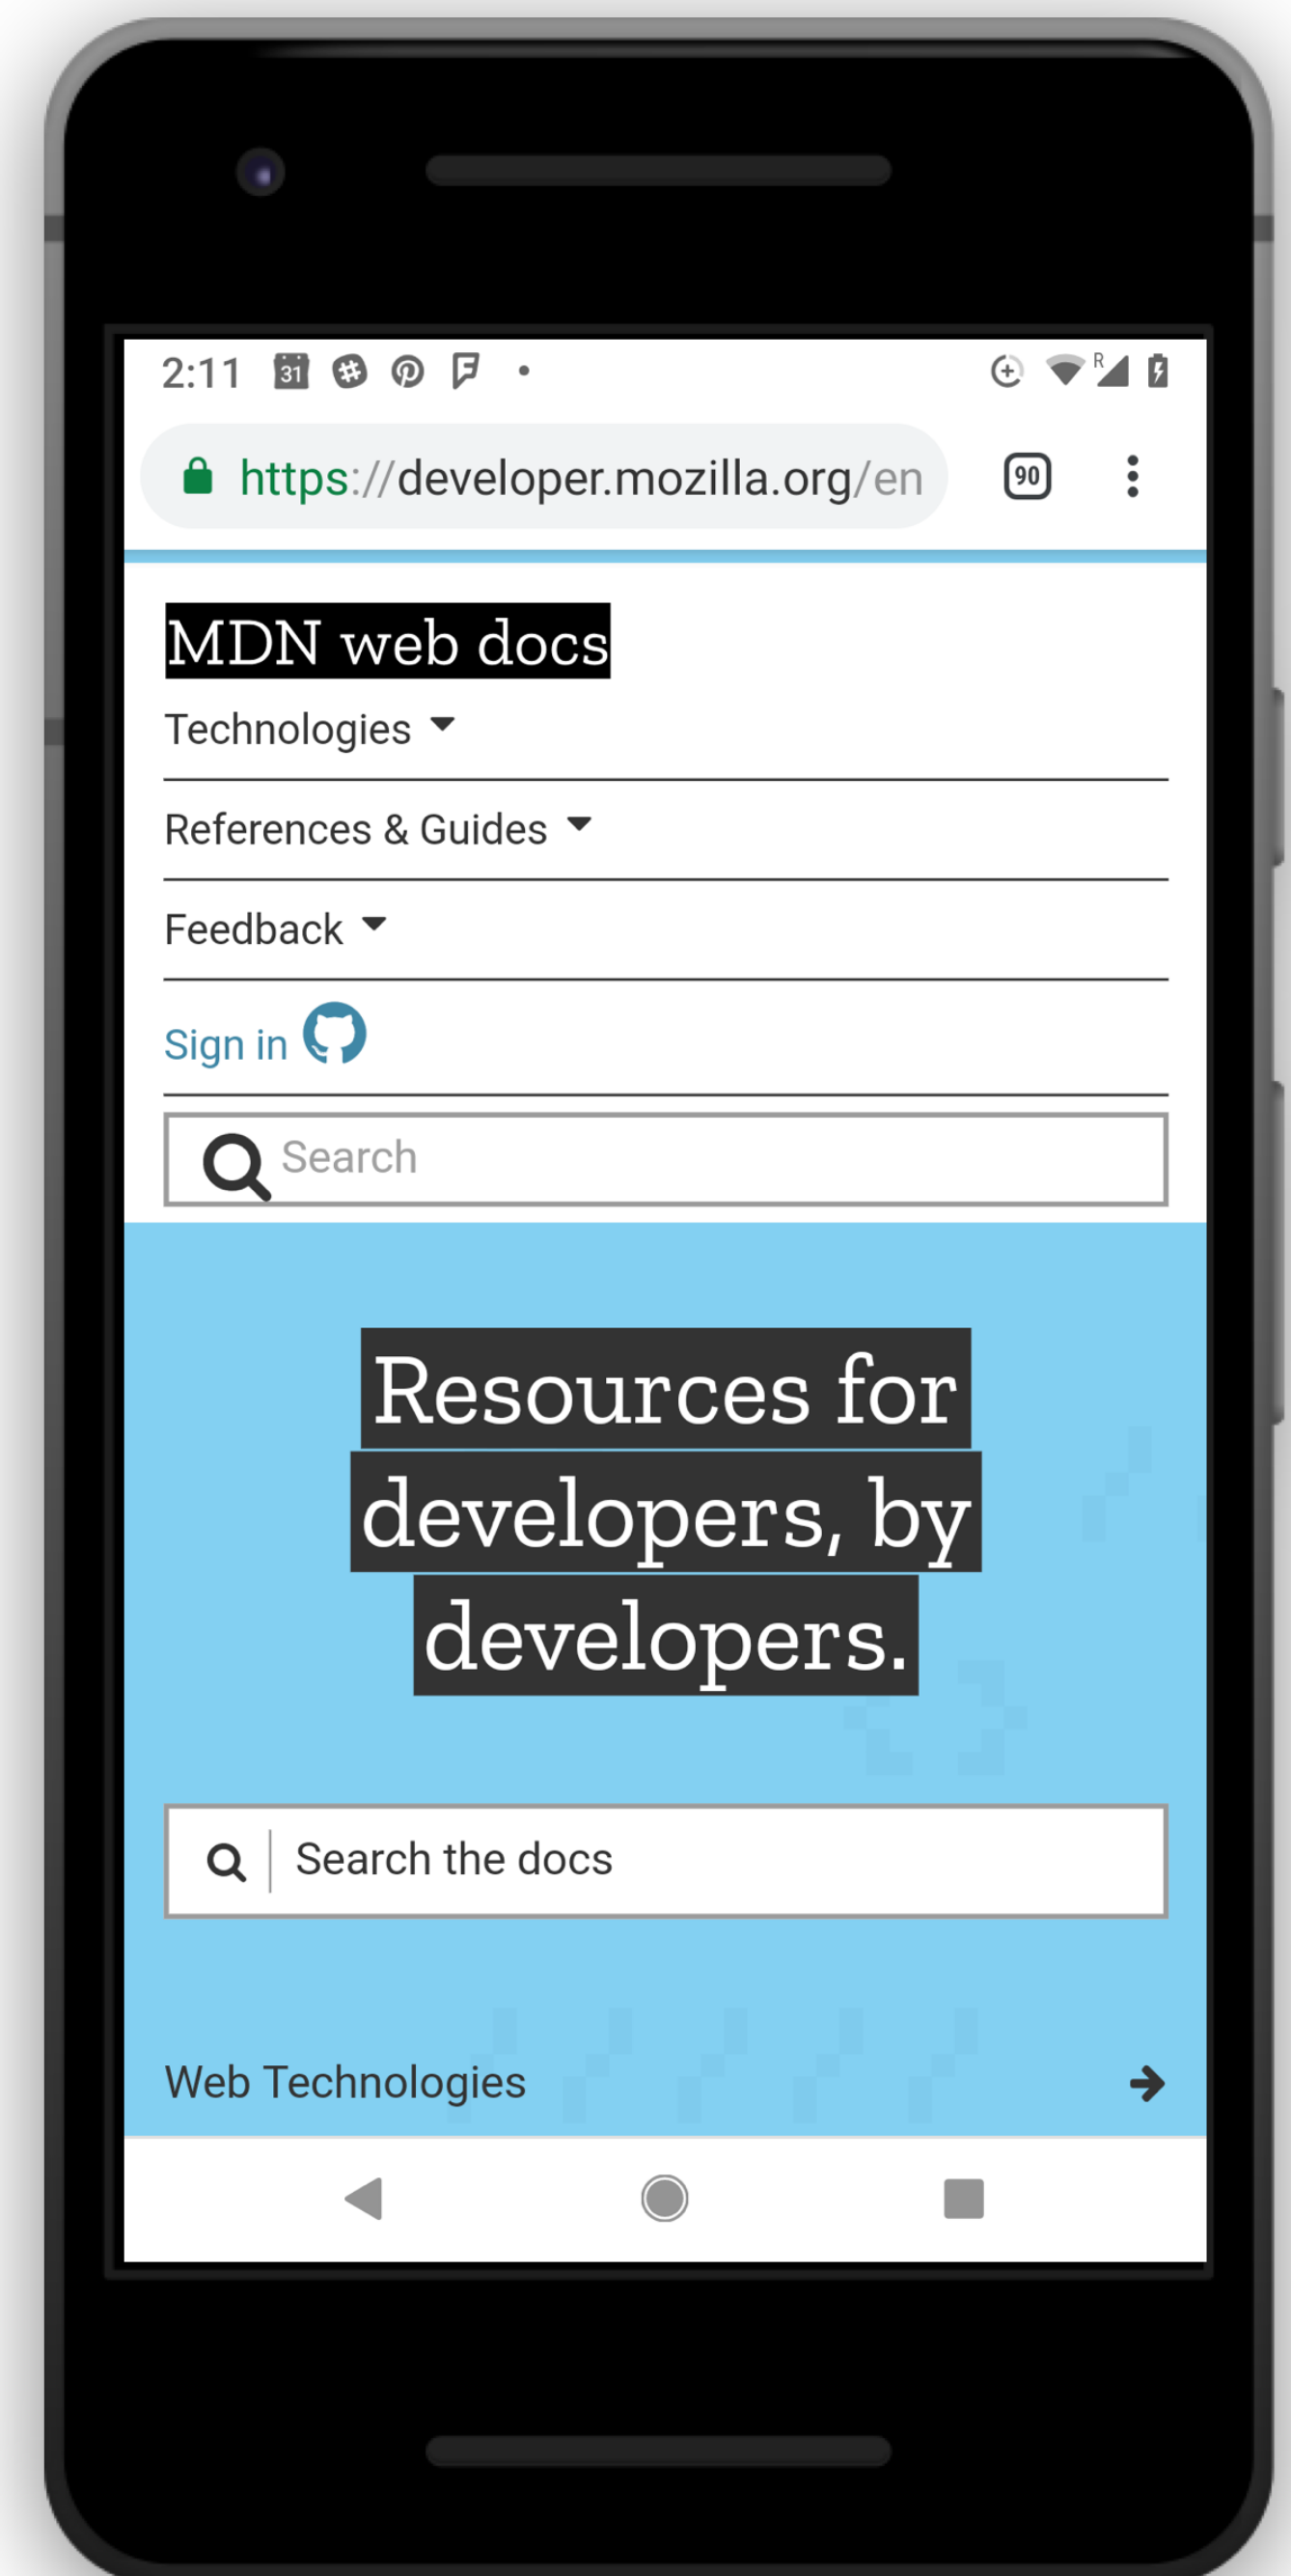 2:11 31 R
https://developer.mozilla.org/en 90
MDN web docs
Technologies
References & Guides
Feedback
Sign in
Search
Resources for
developers, by
developers.
Search the docs
Web Technologies